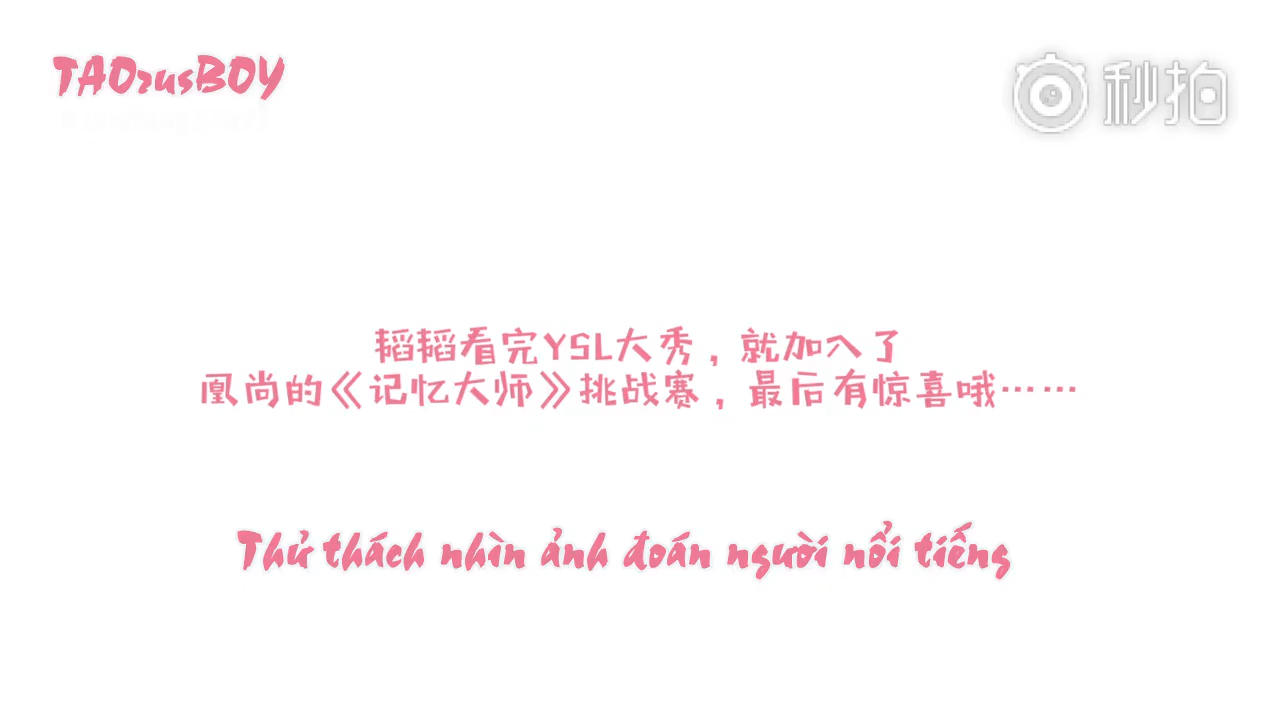 TAOrusBOY
秒拍
韬韬看完YSL大秀，就加入了
凰尚的《记忆大师》挑战赛，最后有惊喜哦……
Thử thách nhìn ảnh đoán người nổi tiếng